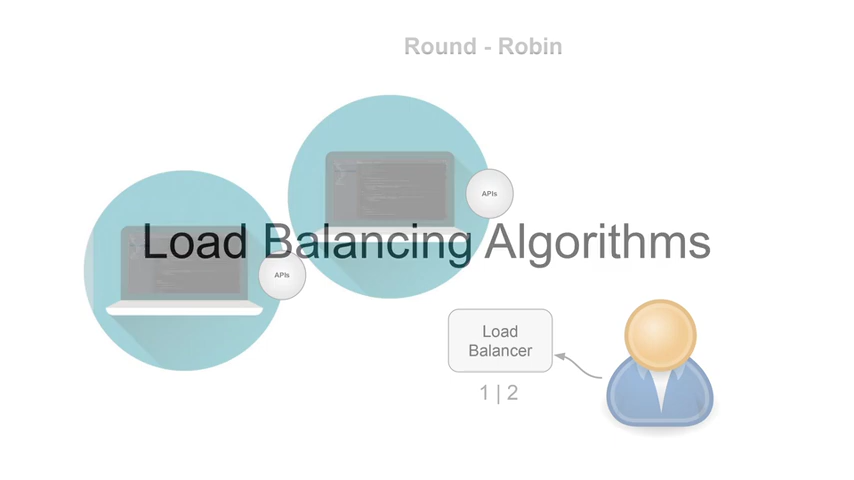 Round - Robin
APIs
Load Balancing Algorithms
APIs
Load
Balancer
1 | 2